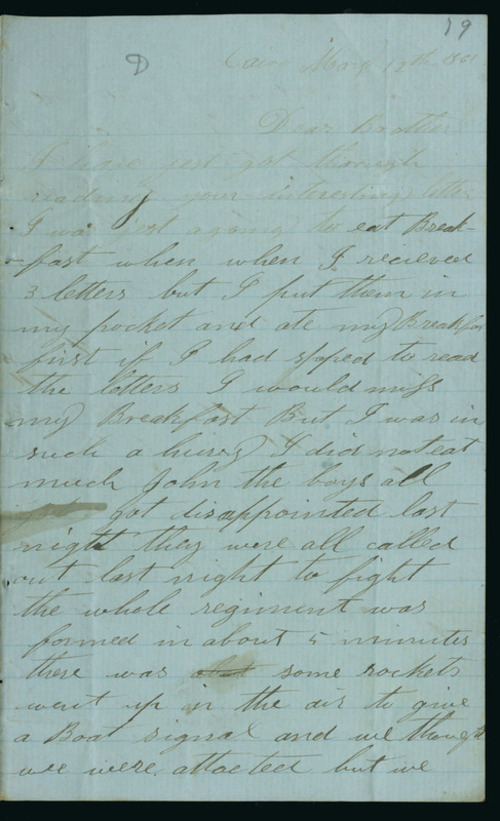 19
D
Cairo May 12th 1861
Dear Brother
I have just got through
reading your interesting letter
I was just agoing to eat Break-
-fast when when I recieved
3 letters but I put them in
my pocket and ate my Breakfas
first if I had stoped to read
the letters I would miss
my Breakfast But I was in
such a hurry I did not eat
much John the boys all
got disappointed last
night they were all called
out last night to fight
the whole regiment was
formed in about 5 minutes
there was some rockets
went up in the air to give
a Boat signal and we thought
we were attacted but we